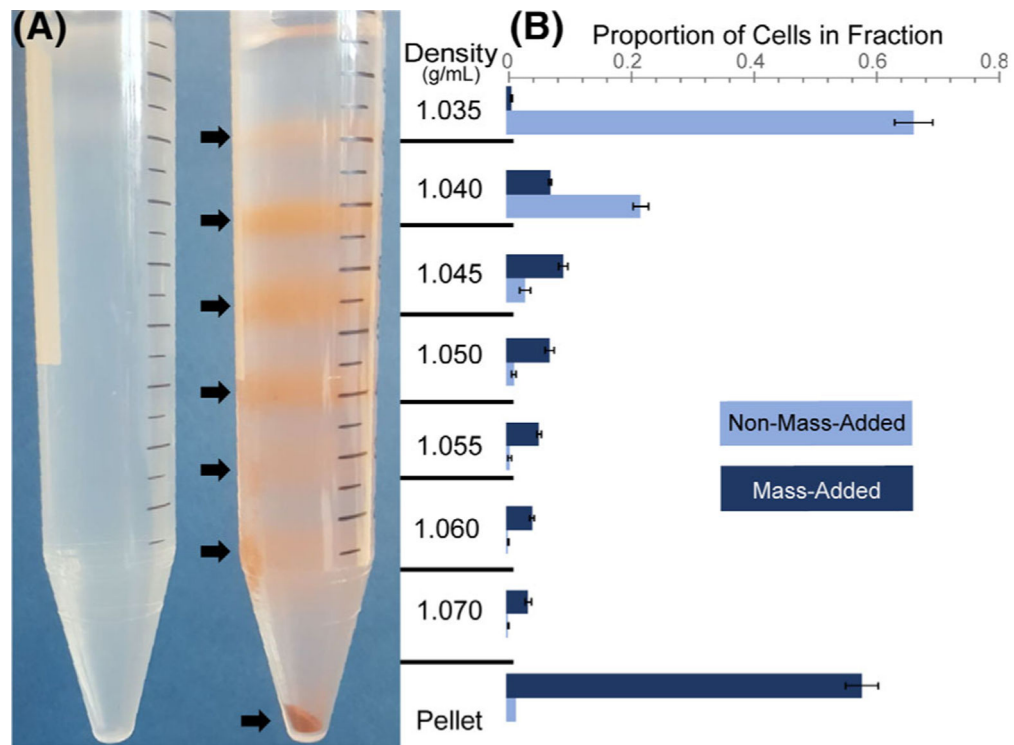 (A)
Density
(g/mL)
1.035
1.040
1.045
1.050
1.055
1.060
1.070
Pellet
(B)
Proportion of Cells in Fraction
0 0.2 0.4 0.6 0.8
Non-Mass-Added
Mass-Added